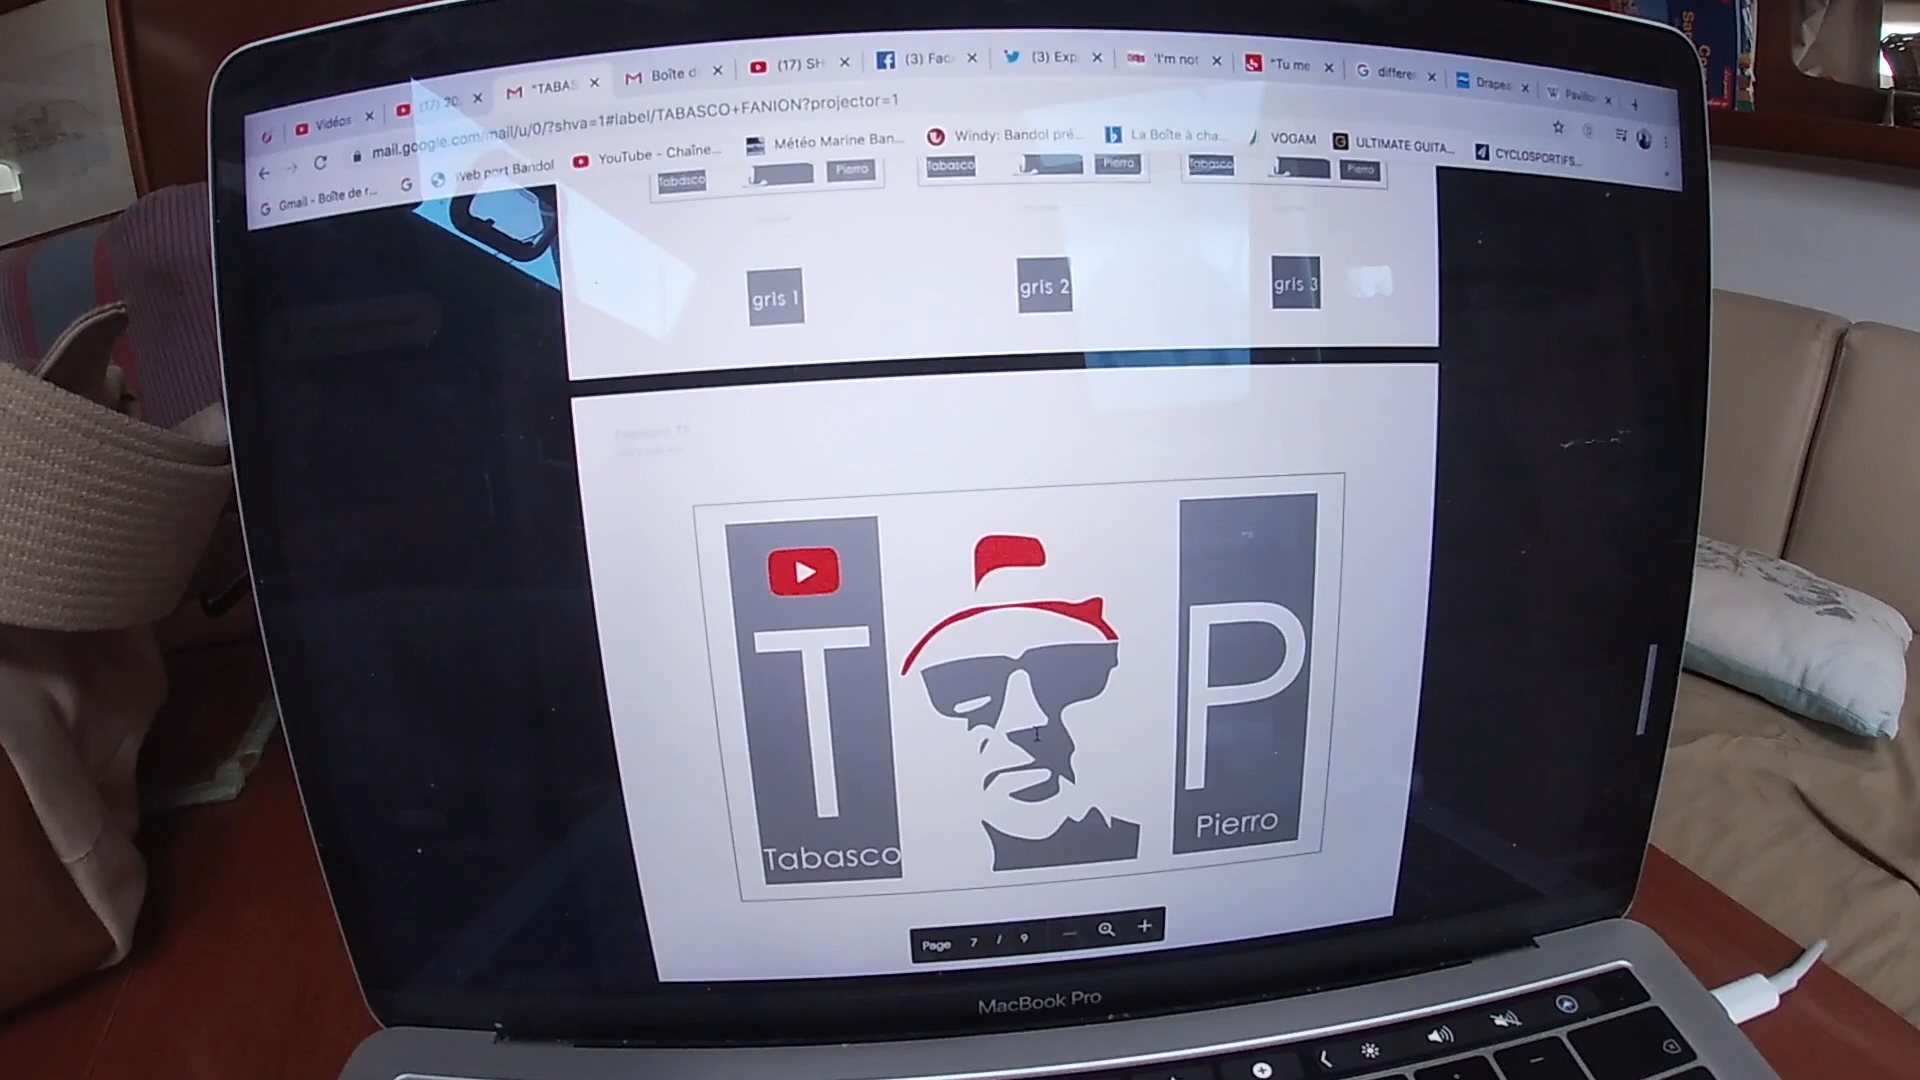 Vidéos
(17) 20
"TABAS
Boîte d
(17) SH
(3) Fac
(3) Exp
'I'm not
"Tu me
differe
Drapea
Pavillo
mail.google.com/mail/u/0/?shva=1#label/TABASCO+FANION?projector=1
Gmail - Boîte de r...
Web port Bandol
YouTube - Chaîne...
Météo Marine Ban...
Windy: Bandol pré...
La Boîte à cha...
VOGAM
ULTIMATE GUITA...
CYCLOSPORTIFS...
Tabasco
Pierro
Tabasco
Pierro
Tabasco
Pierro
gris 1
gris 2
gris 3
T
P
Tabasco
Pierro
Page 7 / 9
MacBook Pro